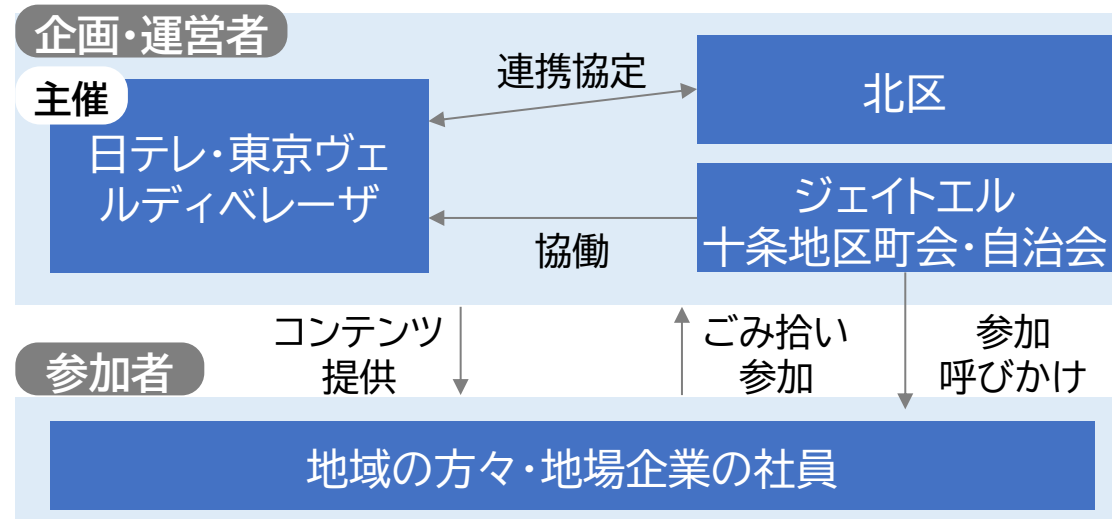 企画・運営者
主催
日テレ・東京ヴェ
ルディベレーザ
連携協定
北区
協働
ジェイトエル
十条地区町会・自治会
コンテンツ
提供
ごみ拾い
参加
参加
呼びかけ
参加者
地域の方々・地場企業の社員